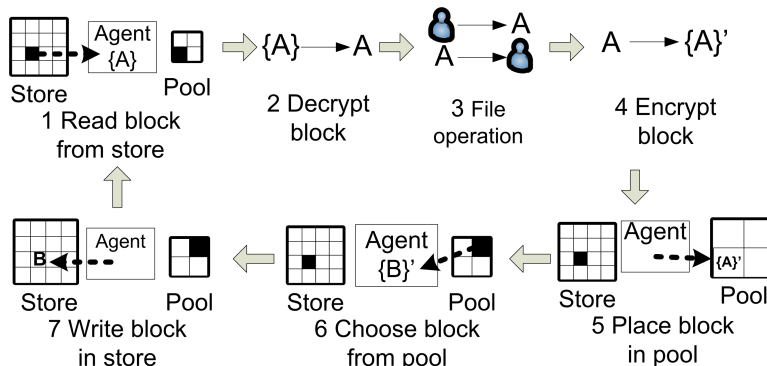 Agent
{A}
Store
Pool
1 Read block
from store
{A} A
2 Decrypt
block
A
A
3 File
operation
A {A}'
4 Encrypt
block
Agent
{A}'
Store
Pool
5 Place block
in pool
Agent
{B}'
Store
Pool
6 Choose block
from pool
B
Agent
Store
Pool
7 Write block
in store